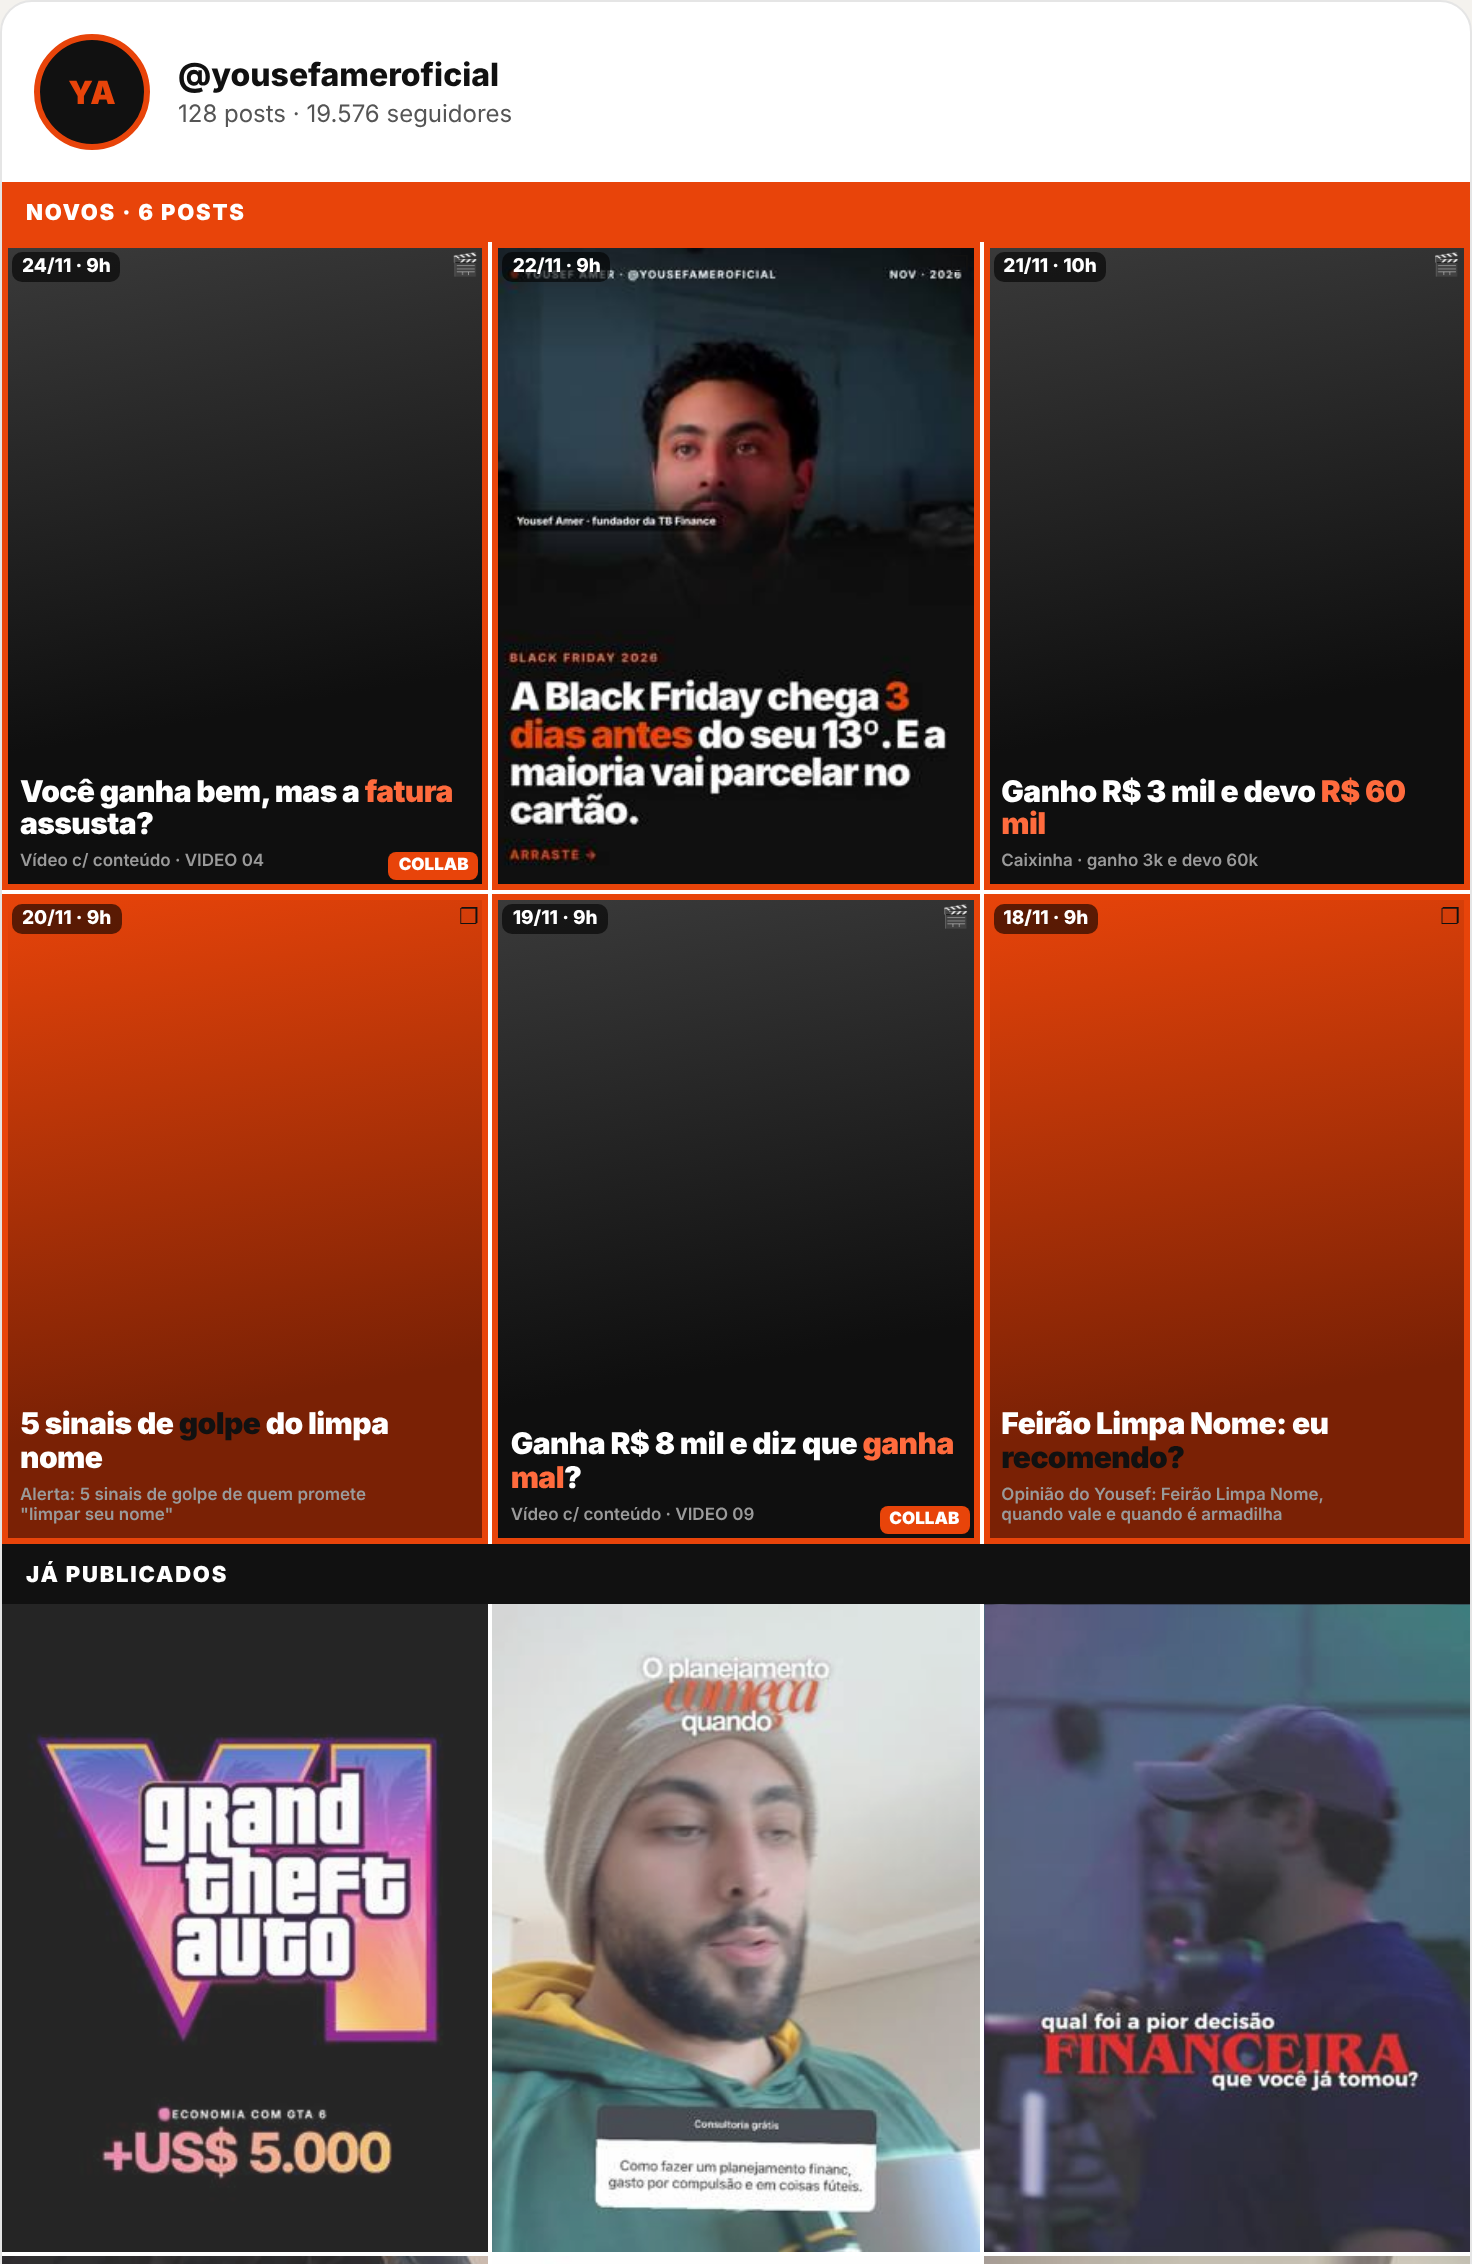 YA
@yousefameroficial
128 posts · 19.576 seguidores
NOVOS · 6 POSTS
24/11 · 9h
22/11 · 9h
YOUSEF AMER · @YOUSEFAMEROFICIAL
NOV · 2026
21/11 · 10h
Yousef Amer · fundador da TB Finance
BLACK FRIDAY 2026
A Black Friday chega 3
dias antes do seu 13º. E a
maioria vai parcelar no
cartão.
ARRASTE →
Você ganha bem, mas a fatura
assusta?
Vídeo c/ conteúdo · VIDEO 04
COLLAB
Ganho R$ 3 mil e devo R$ 60
mil
Caixinha · ganho 3k e devo 60k
20/11 · 9h
19/11 · 9h
18/11 · 9h
5 sinais de golpe do limpa
nome
Alerta: 5 sinais de golpe de quem promete
"limpar seu nome"
Ganha R$ 8 mil e diz que ganha
mal?
Vídeo c/ conteúdo · VIDEO 09
COLLAB
Feirão Limpa Nome: eu
recomendo?
Opinião do Yousef: Feirão Limpa Nome,
quando vale e quando é armadilha
JÁ PUBLICADOS
VI
grand
theft
auto
ECONOMIA COM GTA 6
+US$ 5.000
O planejamento
começa
quando
Consultoria grátis
Como fazer um planejamento financ,
gasto por compulsão e em coisas fúteis.
qual foi a pior decisão
FINANCEIRA
que você já tomou?